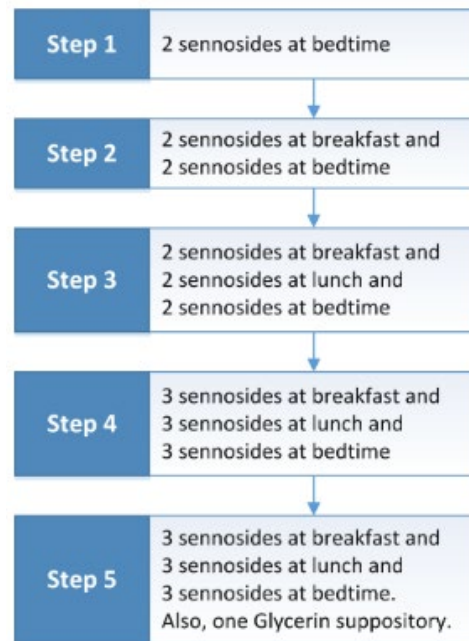 Step 1
2 sennosides at bedtime
Step 2
2 sennosides at breakfast and
2 sennosides at bedtime
Step 3
2 sennosides at breakfast and
2 sennosides at lunch and
2 sennosides at bedtime
Step 4
3 sennosides at breakfast and
3 sennosides at lunch and
3 sennosides at bedtime
Step 5
3 sennosides at breakfast and
3 sennosides at lunch and
3 sennosides at bedtime.
Also, one Glycerin suppository.